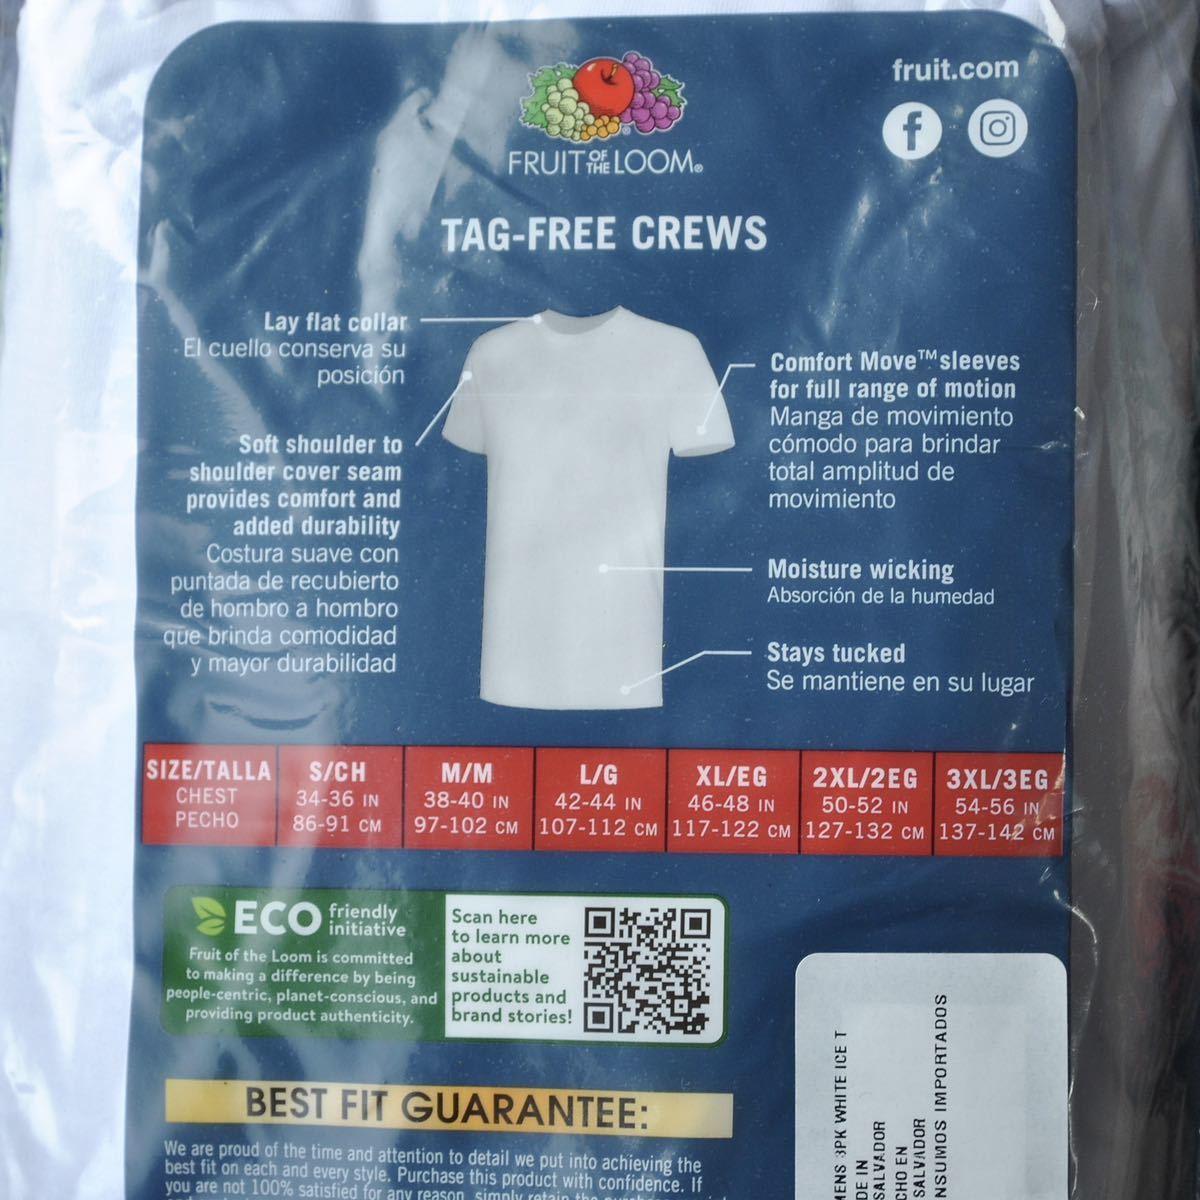 fruit.com
FRUIT OF THE LOOM®
TAG-FREE CREWS
Lay flat collar
El cuello conserva su
posición
Soft shoulder to
shoulder cover seam
provides comfort and
added durability
Costura suave con
puntada de recubierto
de hombro a hombro
que brinda comodidad
y mayor durabilidad
Comfort Move™ sleeves
for full range of motion
Manga de movimiento
cómodo para brindar
total amplitud de
movimiento
Moisture wicking
Absorción de la humedad
Stays tucked
Se mantiene en su lugar
SIZE/TALLA S/CH M/M L/G XL/EG 2XL/2EG 3XL/3EG
CHEST 34-36 IN 38-40 IN 42-44 IN 46-48 IN 50-52 IN 54-56 IN
PECHO 86-91 CM 97-102 CM 107-112 CM 117-122 CM 127-132 CM 137-142 CM
ECO friendly
initiative
Fruit of the Loom is committed
to making a difference by being
people-centric, planet-conscious, and
providing product authenticity.
Scan here
to learn more
about
sustainable
products and
brand stories!
BEST FIT GUARANTEE:
We are proud of the time and attention to detail we put into achieving the
best fit on each and every style. Purchase this product with confidence. If
you are not 100% satisfied for any reason, simply retain the
MENS 3PK WHITE ICE T
DE IN
SALVADOR
CHO EN
SALVADOR
NSUMOS IMPORTADOS